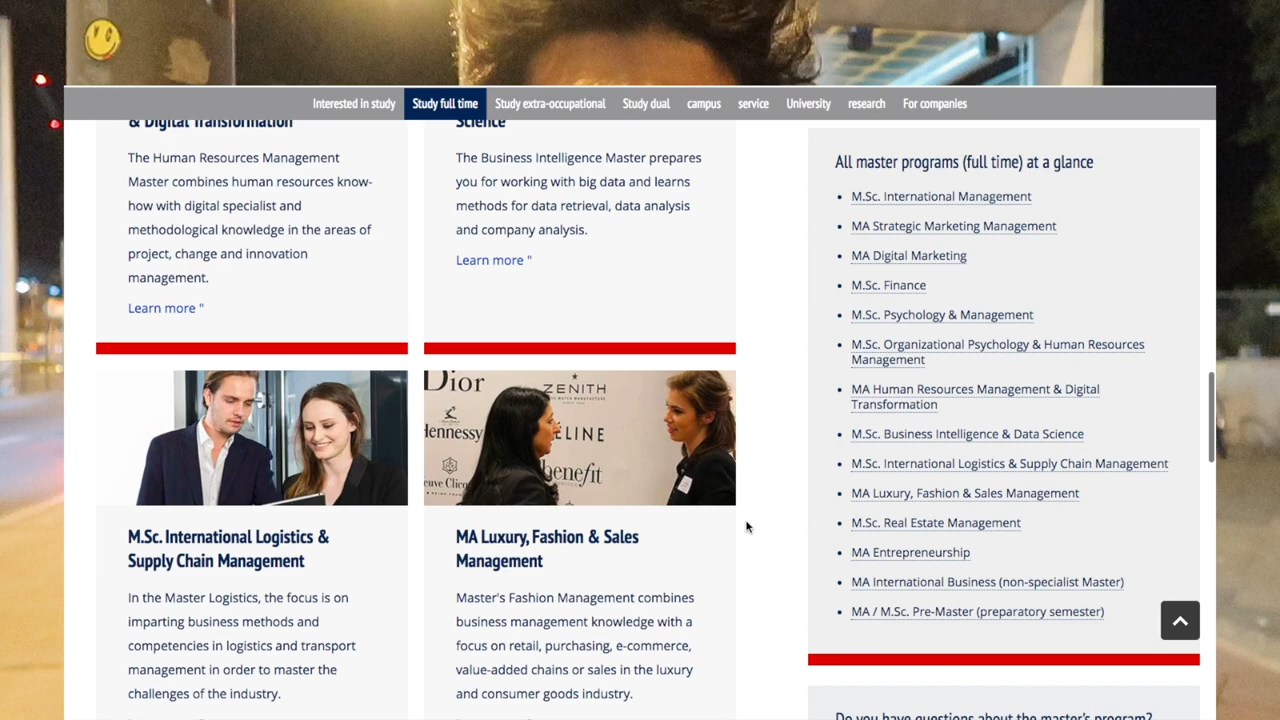 Interested in study Study full time Study extra-occupational Study dual campus service University research For companies
& Digital Transformation
The Human Resources Management
Master combines human resources know-
how with digital specialist and
methodological knowledge in the areas of
project, change and innovation
management.
Learn more "
Science
The Business Intelligence Master prepares
you for working with big data and learns
methods for data retrieval, data analysis
and company analysis.
Learn more "
Dior
ZENITH
Hennessy
ELINE
benefit
M.Sc. International Logistics &
Supply Chain Management
In the Master Logistics, the focus is on
imparting business methods and
competencies in logistics and transport
management in order to master the
challenges of the industry.
MA Luxury, Fashion & Sales
Management
Master's Fashion Management combines
business management knowledge with a
focus on retail, purchasing, e-commerce,
value-added chains or sales in the luxury
and consumer goods industry.
All master programs (full time) at a glance
M.Sc. International Management
MA Strategic Marketing Management
MA Digital Marketing
M.Sc. Finance
M.Sc. Psychology & Management
M.Sc. Organizational Psychology & Human Resources
Management
MA Human Resources Management & Digital
Transformation
M.Sc. Business Intelligence & Data Science
M.Sc. International Logistics & Supply Chain Management
MA Luxury, Fashion & Sales Management
M.Sc. Real Estate Management
MA Entrepreneurship
MA International Business (non-specialist Master)
MA / M.Sc. Pre-Master (preparatory semester)
Do you have questions about the master's program?